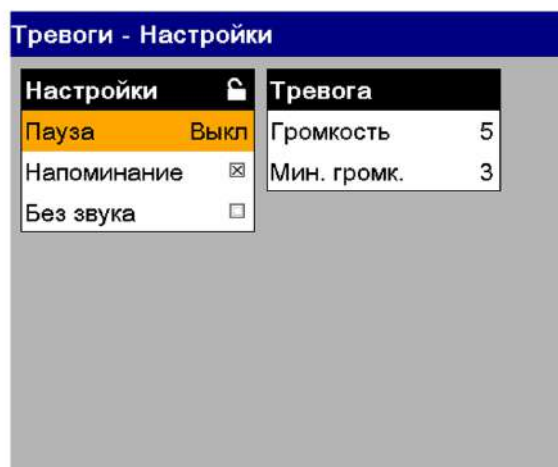 Тревоги - Настройки
Настройки
Пауза Выкл
Напоминание
Без звука
Тревога
Громкость 5
Мин. громк. 3